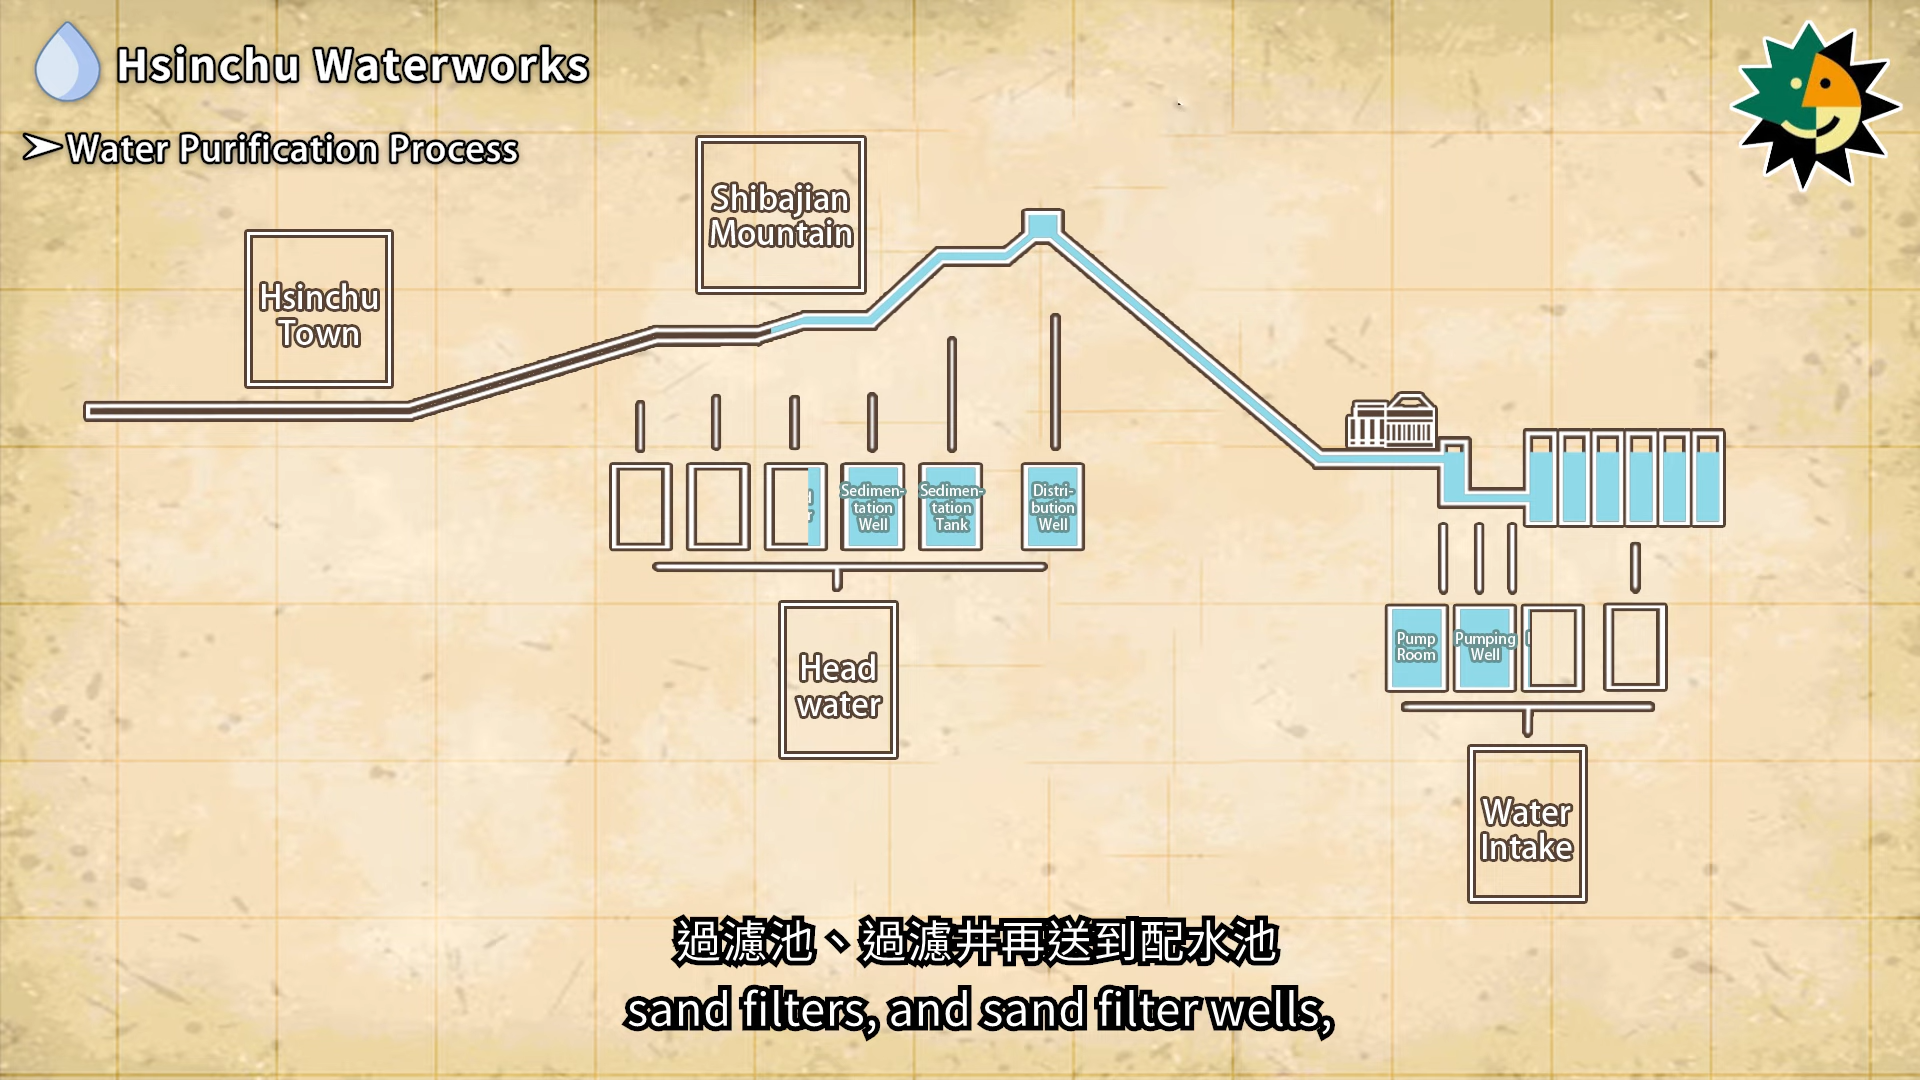 Hsinchu Waterworks
Water Purification Process
Shibajian
Mountain
Hsinchu
Town
Sedimen-
tation
Well
Sedimen-
tation
Tank
Distri-
bution
Well
Pump
Room
Pumping
Well
Head
water
Water
Intake
過濾池、過濾井再送到配水池
sand filters, and sand filter wells,